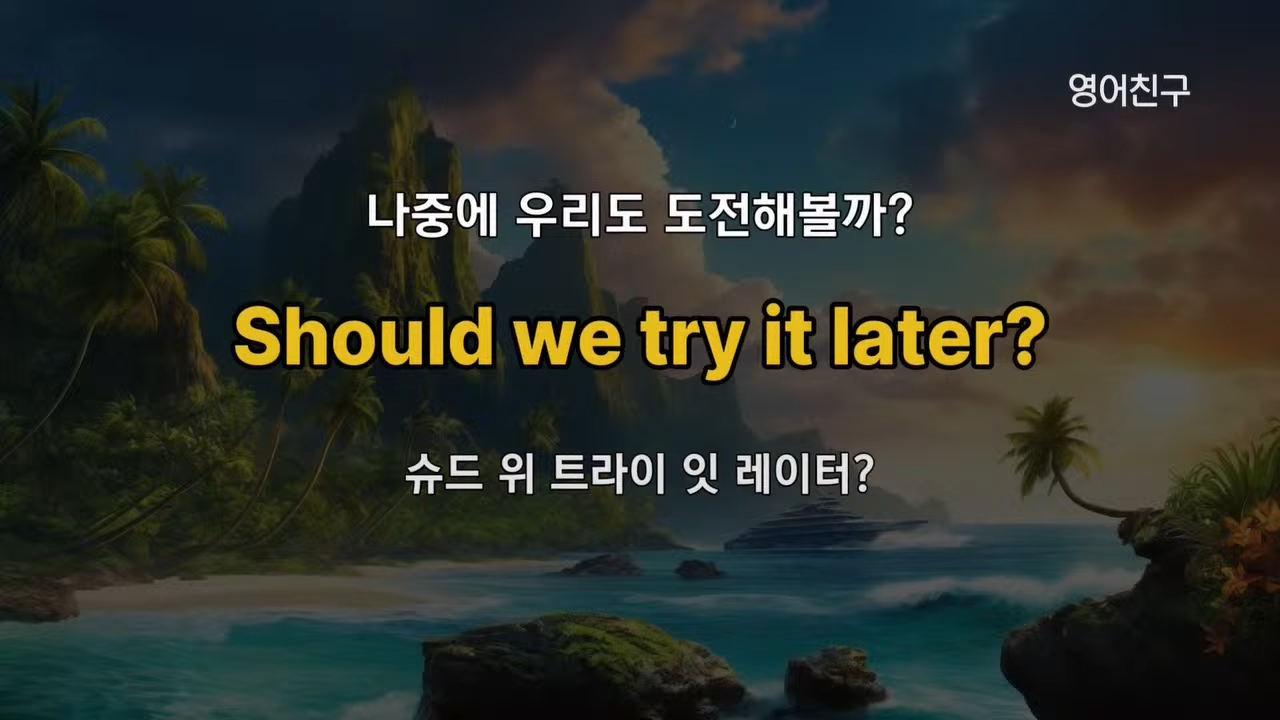 영어친구
나중에 우리도 도전해볼까?
Should we try it later?
슈드 위 트라이 잇 레이터?